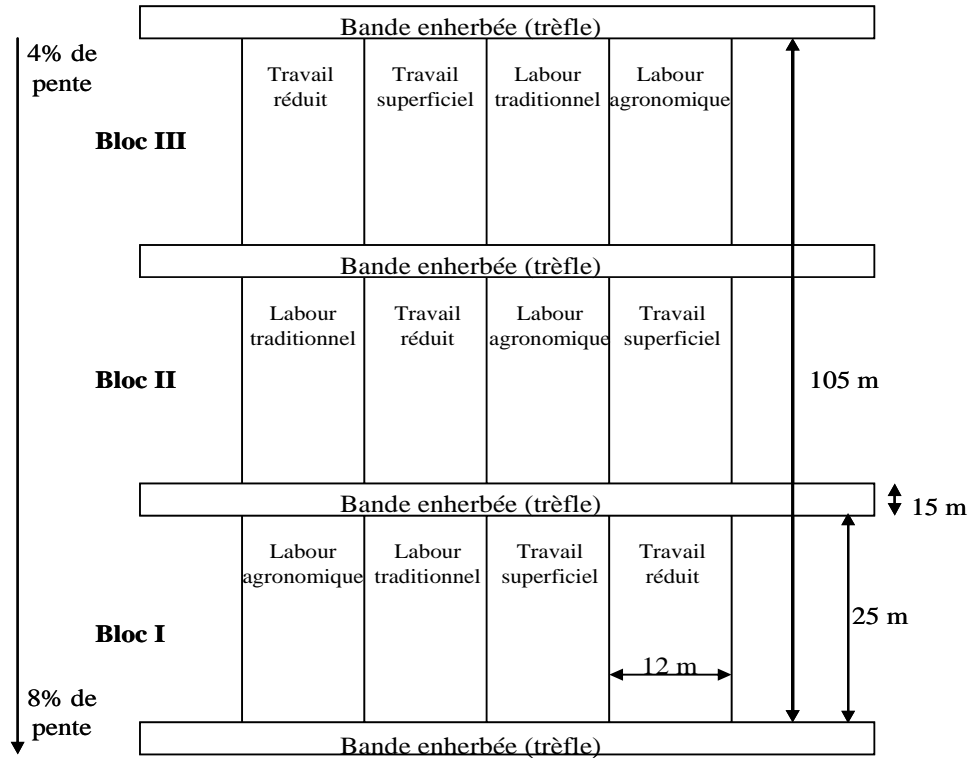 Bande enherbée (trèfle)
4% de
pente
Travail
réduit
Travail
superficiel
Labour
traditionnel
Labour
agronomique
Bloc III
Bande enherbée (trèfle)
Labour
traditionnel
Travail
réduit
Labour
agronomique
Travail
superficiel
Bloc II
105 m
Bande enherbée (trèfle)
15 m
Labour
agronomique
Labour
traditionnel
Travail
superficiel
Travail
réduit
Bloc I
25 m
12 m
8% de
pente
Bande enherbée (trèfle)